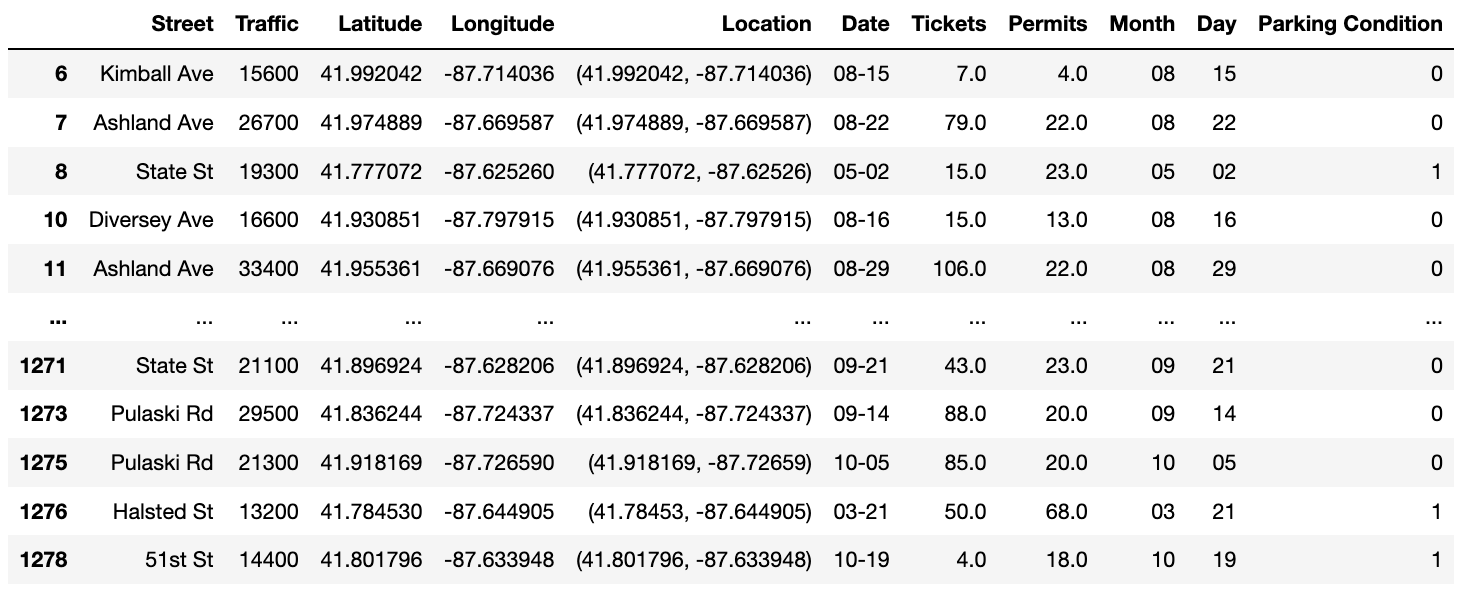 Street Traffic Latitude Longitude Location Date Tickets Permits Month Day Parking Condition
6 Kimball Ave 15600 41.992042 -87.714036 (41.992042, -87.714036) 08-15 7.0 4.0 08 15 0
7 Ashland Ave 26700 41.974889 -87.669587 (41.974889, -87.669587) 08-22 79.0 22.0 08 22 0
8 State St 19300 41.777072 -87.625260 (41.777072, -87.62526) 05-02 15.0 23.0 05 02 1
10 Diversey Ave 16600 41.930851 -87.797915 (41.930851, -87.797915) 08-16 15.0 13.0 08 16 0
11 Ashland Ave 33400 41.955361 -87.669076 (41.955361, -87.669076) 08-29 106.0 22.0 08 29 0
... ... ... ... ... ... ... ... ... ... ... ...
1271 State St 21100 41.896924 -87.628206 (41.896924, -87.628206) 09-21 43.0 23.0 09 21 0
1273 Pulaski Rd 29500 41.836244 -87.724337 (41.836244, -87.724337) 09-14 88.0 20.0 09 14 0
1275 Pulaski Rd 21300 41.918169 -87.726590 (41.918169, -87.72659) 10-05 85.0 20.0 10 05 0
1276 Halsted St 13200 41.784530 -87.644905 (41.78453, -87.644905) 03-21 50.0 68.0 03 21 1
1278 51st St 14400 41.801796 -87.633948 (41.801796, -87.633948) 10-19 4.0 18.0 10 19 1